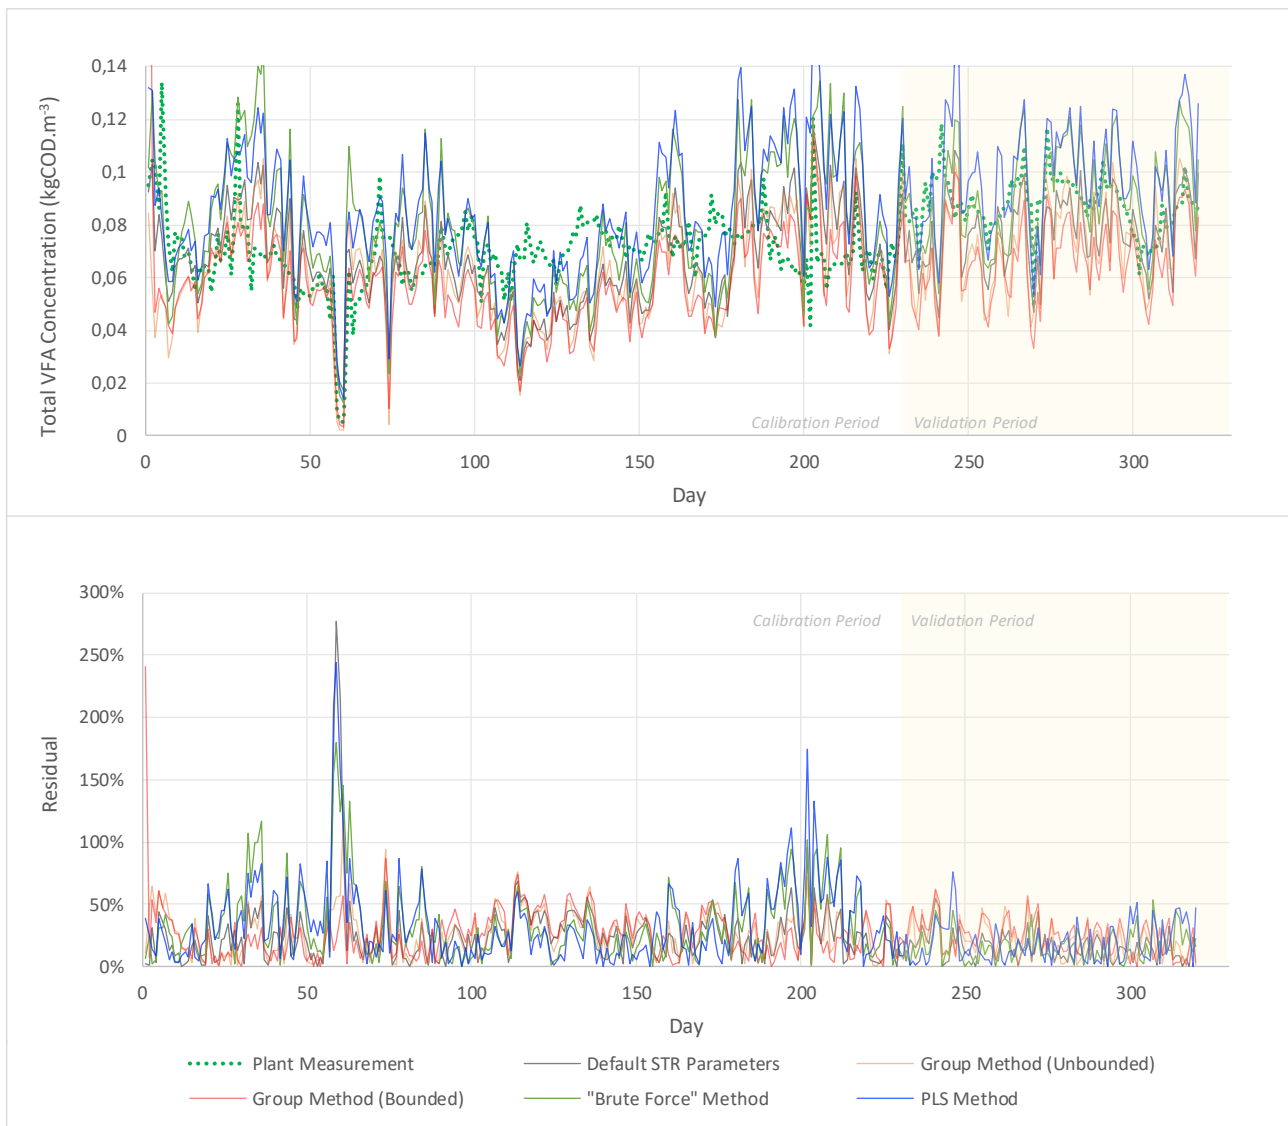 Total VFA Concentration (kgCOD.m-3)
0,14
0,12
0,1
0,08
0,06
0,04
0,02
0
Calibration Period
Validation Period
0
50
100
150
200
250
300
Day
Residual
300%
250%
200%
150%
100%
50%
0%
Calibration Period
Validation Period
0
50
100
150
200
250
300
Day
Plant Measurement
Default STR Parameters
Group Method (Unbounded)
Group Method (Bounded)
"Brute Force" Method
PLS Method